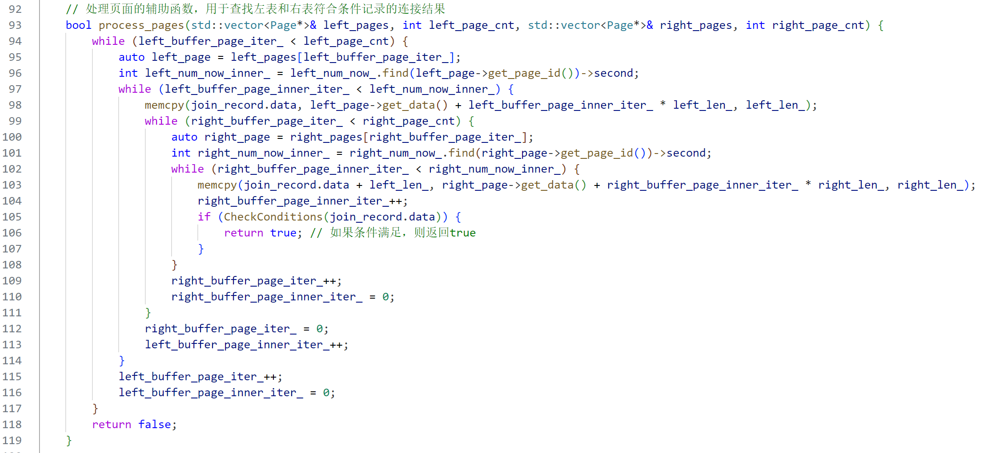 92 // 处理页面的辅助函数，用于查找左表和右表符合条件记录的连接结果
93 bool process_pages(std::vector<Page*>& left_pages, int left_page_cnt, std::vector<Page*>& right_pages, int right_page_cnt) {
94 while (left_buffer_page_iter_ < left_page_cnt) {
95 auto left_page = left_pages[left_buffer_page_iter_];
96 int left_num_now_inner_ = left_num_now_.find(left_page->get_page_id())->second;
97 while (left_buffer_page_inner_iter_ < left_num_now_inner_) {
98 memcpy(join_record.data, left_page->get_data() + left_buffer_page_inner_iter_ * left_len_, left_len_);
99 while (right_buffer_page_iter_ < right_page_cnt) {
100 auto right_page = right_pages[right_buffer_page_iter_];
101 int right_num_now_inner_ = right_num_now_.find(right_page->get_page_id())->second;
102 while (right_buffer_page_inner_iter_ < right_num_now_inner_) {
103 memcpy(join_record.data + left_len_, right_page->get_data() + right_buffer_page_inner_iter_ * right_len_, right_len_);
104 right_buffer_page_inner_iter_++;
105 if (CheckConditions(join_record.data)) {
106 return true; // 如果条件满足，则返回true
107 }
108 }
109 right_buffer_page_iter_++;
110 right_buffer_page_inner_iter_ = 0;
111 }
112 right_buffer_page_iter_ = 0;
113 left_buffer_page_inner_iter_++;
114 }
115 left_buffer_page_iter_++;
116 left_buffer_page_inner_iter_ = 0;
117 }
118 return false;
119 }